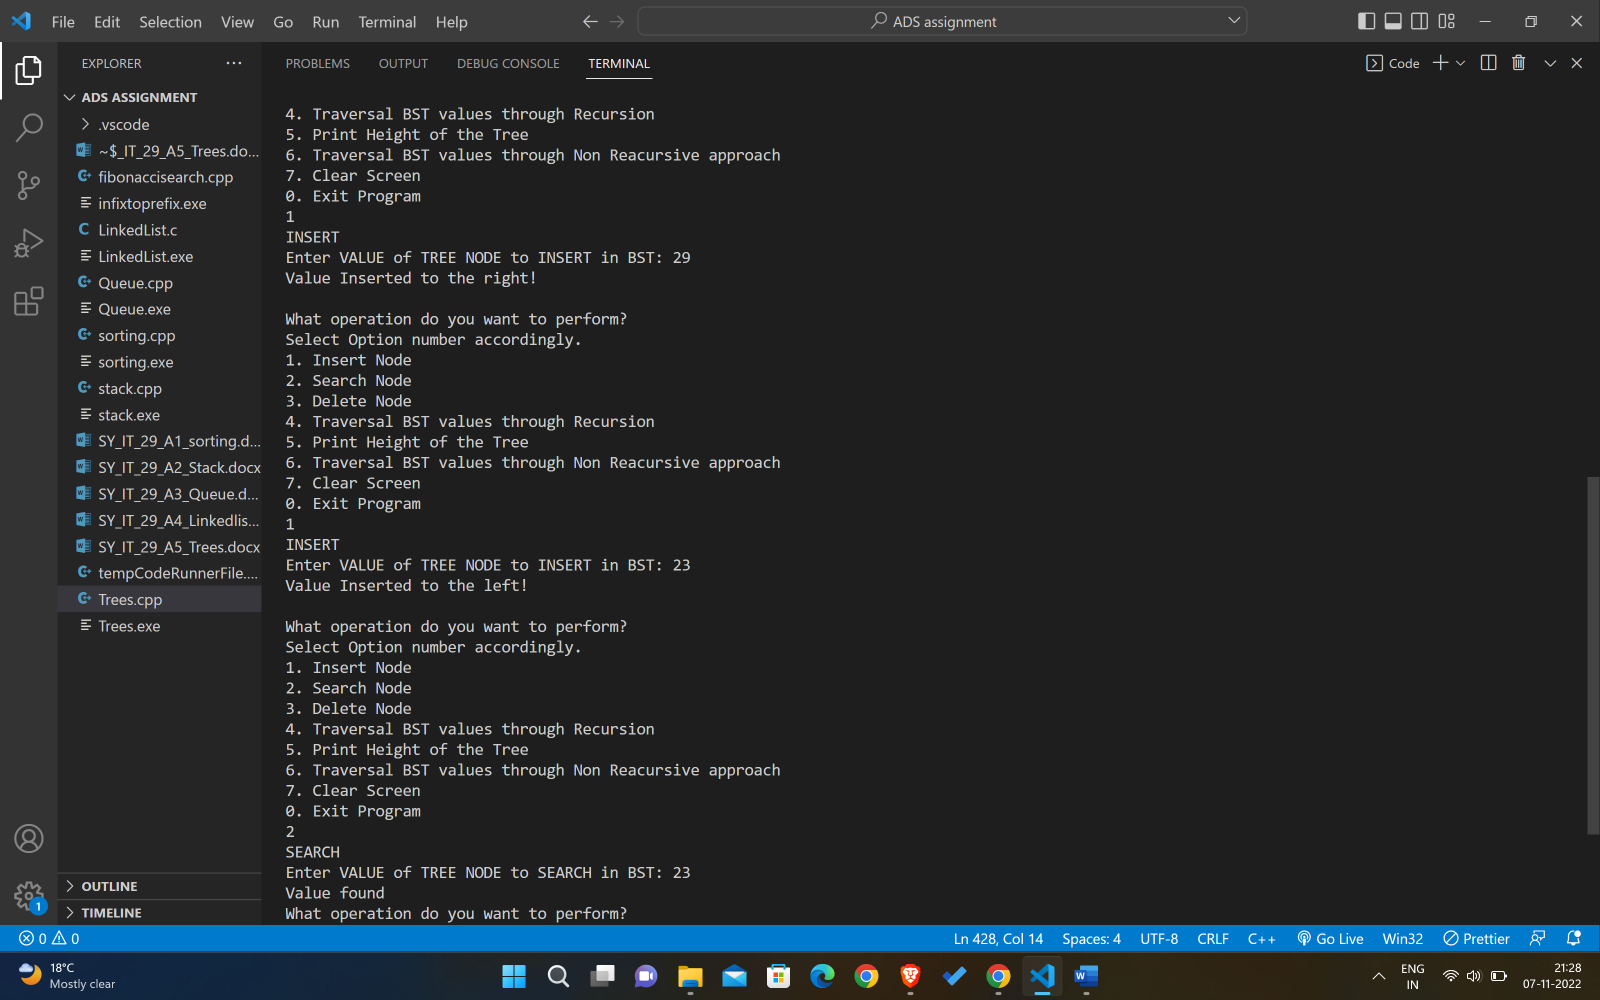 File Edit Selection View Go Run Terminal Help
ADS assignment
EXPLORER
PROBLEMS OUTPUT DEBUG CONSOLE TERMINAL
Code
ADS ASSIGNMENT
.vscode
~$_IT_29_A5_Trees.do...
fibonaccisearch.cpp
infixtoprefix.exe
LinkedList.c
LinkedList.exe
Queue.cpp
Queue.exe
sorting.cpp
sorting.exe
stack.cpp
stack.exe
SY_IT_29_A1_sorting.d...
SY_IT_29_A2_Stack.docx
SY_IT_29_A3_Queue.d...
SY_IT_29_A4_Linkedlis...
SY_IT_29_A5_Trees.docx
tempCodeRunnerFile....
Trees.cpp
Trees.exe
OUTLINE
TIMELINE
1
4. Traversal BST values through Recursion
5. Print Height of the Tree
6. Traversal BST values through Non Reacursive approach
7. Clear Screen
0. Exit Program
1
INSERT
Enter VALUE of TREE NODE to INSERT in BST: 29
Value Inserted to the right!
What operation do you want to perform?
Select Option number accordingly.
1. Insert Node
2. Search Node
3. Delete Node
4. Traversal BST values through Recursion
5. Print Height of the Tree
6. Traversal BST values through Non Reacursive approach
7. Clear Screen
0. Exit Program
1
INSERT
Enter VALUE of TREE NODE to INSERT in BST: 23
Value Inserted to the left!
What operation do you want to perform?
Select Option number accordingly.
1. Insert Node
2. Search Node
3. Delete Node
4. Traversal BST values through Recursion
5. Print Height of the Tree
6. Traversal BST values through Non Reacursive approach
7. Clear Screen
0. Exit Program
2
SEARCH
Enter VALUE of TREE NODE to SEARCH in BST: 23
Value found
What operation do you want to perform?
0 0
Ln 428, Col 14 Spaces: 4 UTF-8 CRLF C++ Go Live Win32 Prettier
18°C
Mostly clear
ENG
IN
21:28
07-11-2022